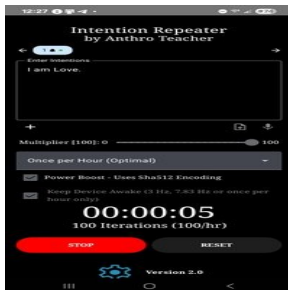 12:27
Intention Repeater
by Anthro Teacher
1
Enter Intentions
I am Love.
Multiplier [100]: 0 100
Once per Hour (Optimal)
Power Boost - Uses Sha512 Encoding
Keep Device Awake (3 Hz, 7.83 Hz or once per
hour only)
00:00:05
100 Iterations (100/hr)
STOP RESET
Version 2.0